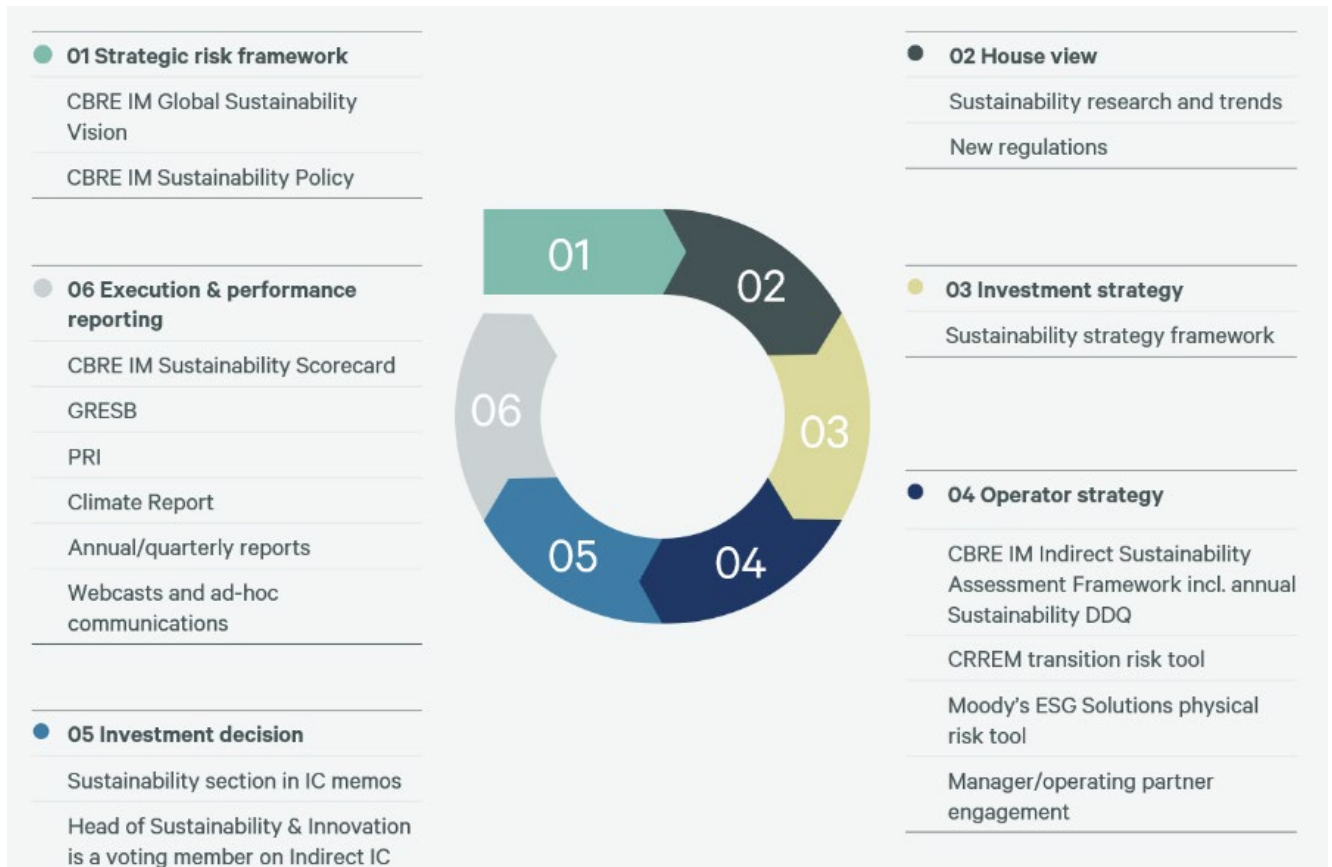 01 Strategic risk framework
CBRE IM Global Sustainability
Vision
CBRE IM Sustainability Policy
02 House view
Sustainability research and trends
New regulations
01
02
03
04
05
06
06 Execution & performance
reporting
CBRE IM Sustainability Scorecard
GRESB
PRI
Climate Report
Annual/quarterly reports
Webcasts and ad-hoc
communications
03 Investment strategy
Sustainability strategy framework
04 Operator strategy
CBRE IM Indirect Sustainability
Assessment Framework incl. annual
Sustainability DDQ
CRREM transition risk tool
Moody's ESG Solutions physical
risk tool
Manager/operating partner
engagement
05 Investment decision
Sustainability section in IC memos
Head of Sustainability & Innovation
is a voting member on Indirect IC